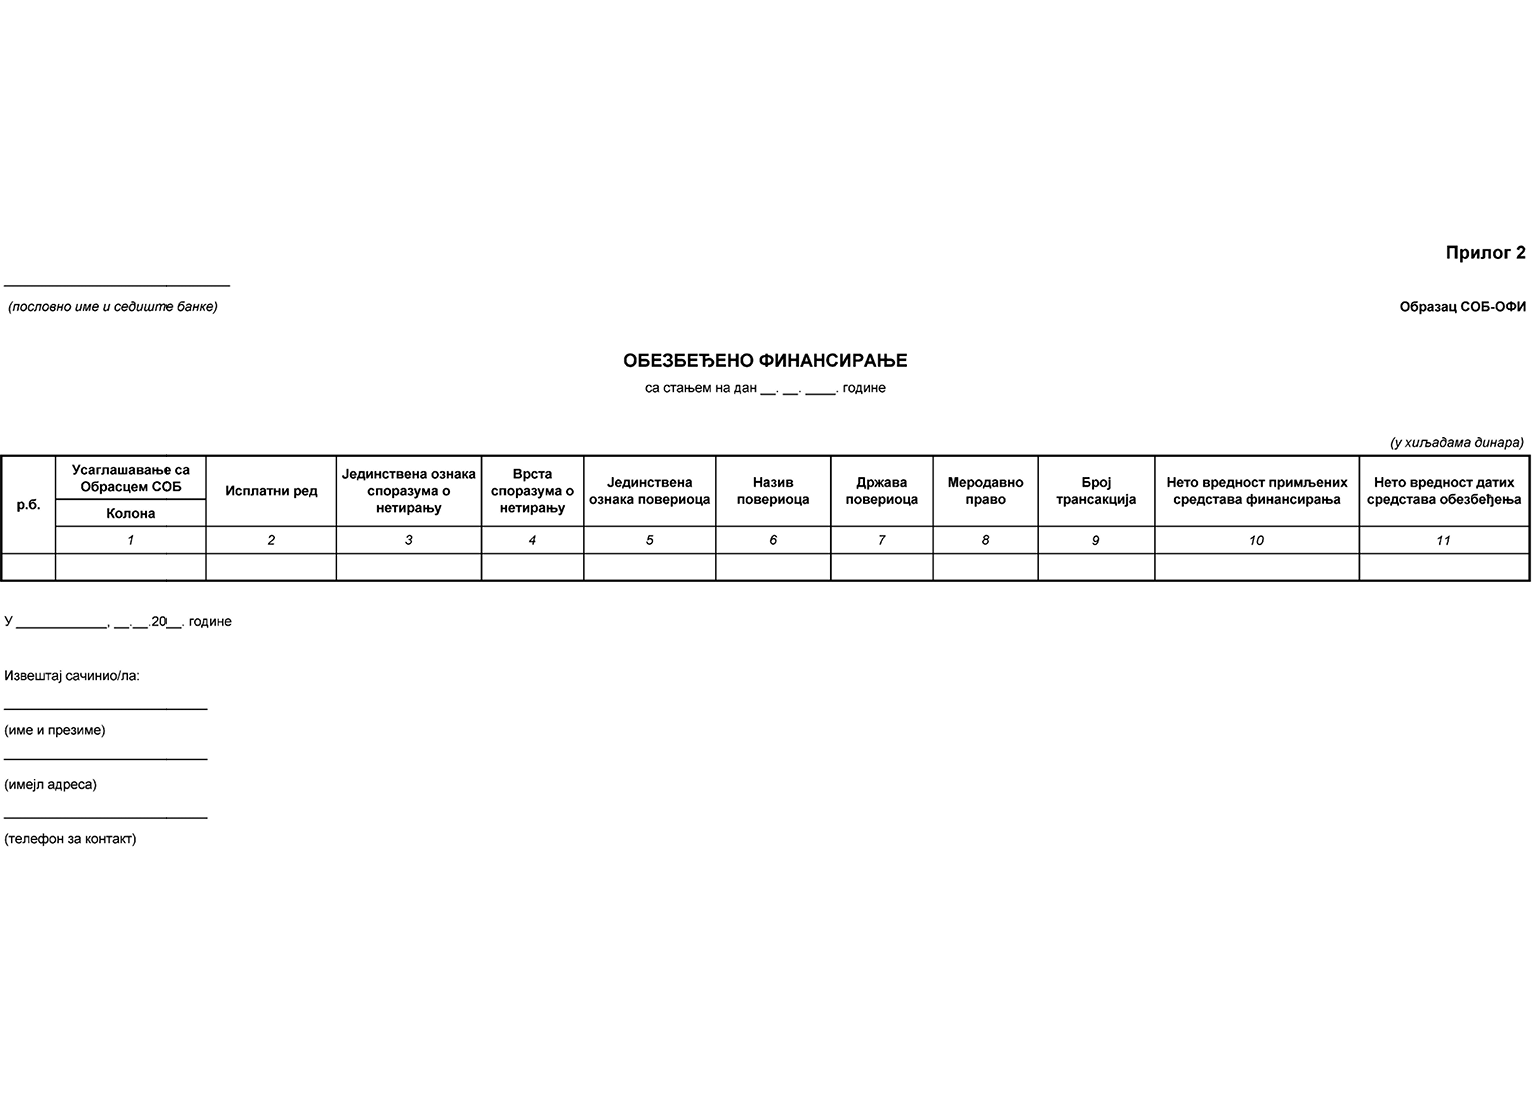 Прилог 2
(пословно име и седиште банке)
Образац СОБ-ОФИ
ОБЕЗБЕЂЕНО ФИНАНСИРАЊЕ
са стањем на дан __. __. ____. године
(у хиљадама динара)
р.б.
Усаглашавање са
Обрасцем СОБ
Колона
Исплатни ред
Јединствена ознака
споразума о
нетирању
Врста
споразума о
нетирању
Јединствена
ознака повериоца
Назив
повериоца
Држава
повериоца
Меродавно
право
Број
трансакција
Нето вредност примљених
средстава финансирања
Нето вредност датих
средстава обезбеђења
1 2 3 4 5 6 7 8 9 10 11
У ____________, __.__.20__. године
Извештај сачинио/ла:
(име и презиме)
(имејл адреса)
(телефон за контакт)